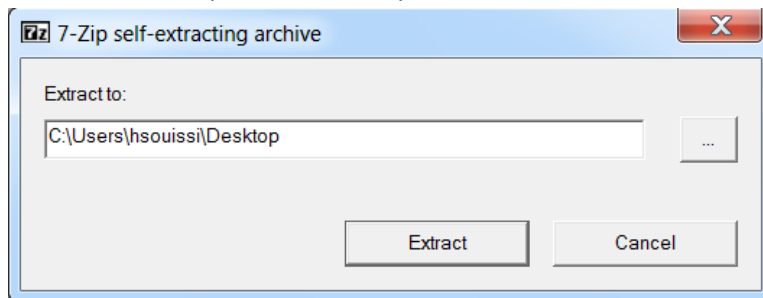 7z 7-Zip self-extracting archive
X
Extract to:
C:\Users\hsouissi\Desktop
...
Extract Cancel